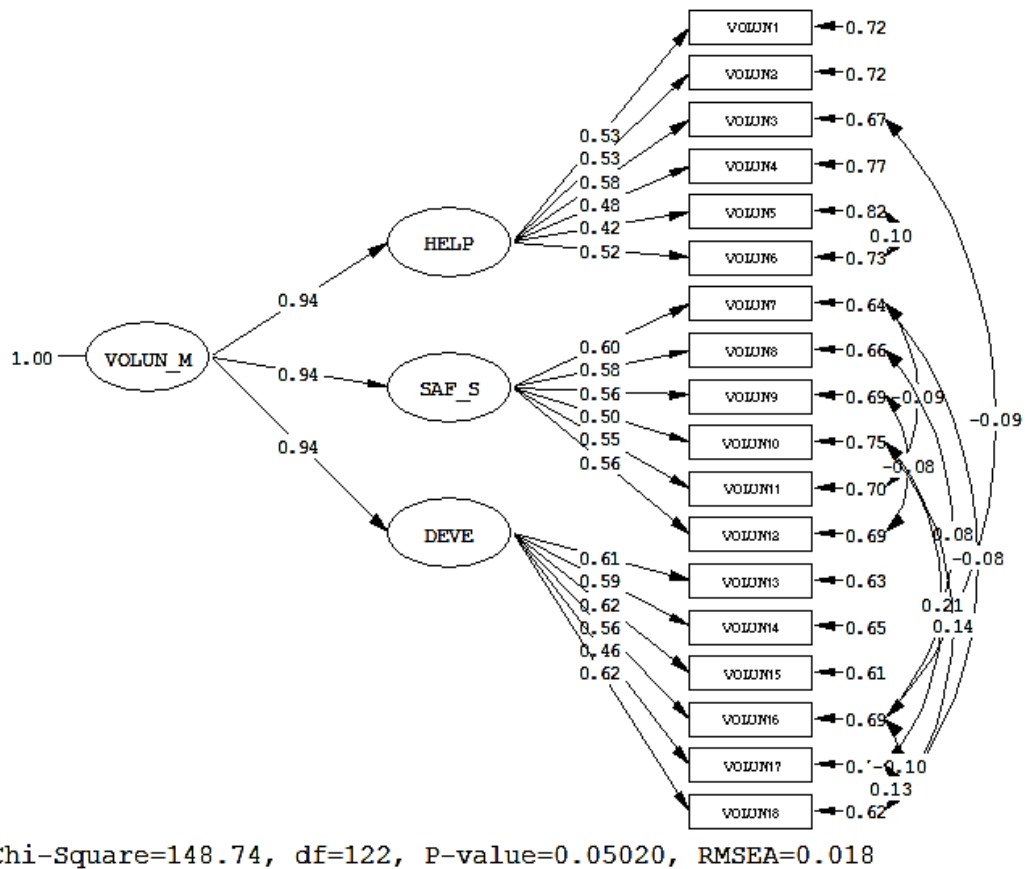 VOLUN1 0.72
VOLUN2 0.72
VOLUN3 0.67
VOLUN4 0.77
VOLUN5 0.82
VOLUN6 0.73
VOLUN7 0.64
VOLUN8 0.66
VOLUN9 0.69
VOLUN10 0.75
VOLUN11 0.70
VOLUN12 0.69
VOLUN13 0.63
VOLUN14 0.65
VOLUN15 0.61
VOLUN16 0.69
VOLUN17
VOLUN18 0.62
0.53
0.53
0.58
0.48
0.42
0.52
HELP
0.60
0.58
0.56
0.50
0.55
0.56
SAF_S
0.61
0.59
0.62
0.56
0.46
0.62
DEVE
0.94
0.94
0.94
1.00
VOLUN_M
0.10
-0.09
-0.09
-0.08
0.08
-0.08
0.21
0.14
-0.10
0.13
Chi-Square=148.74, df=122, P-value=0.05020, RMSEA=0.018